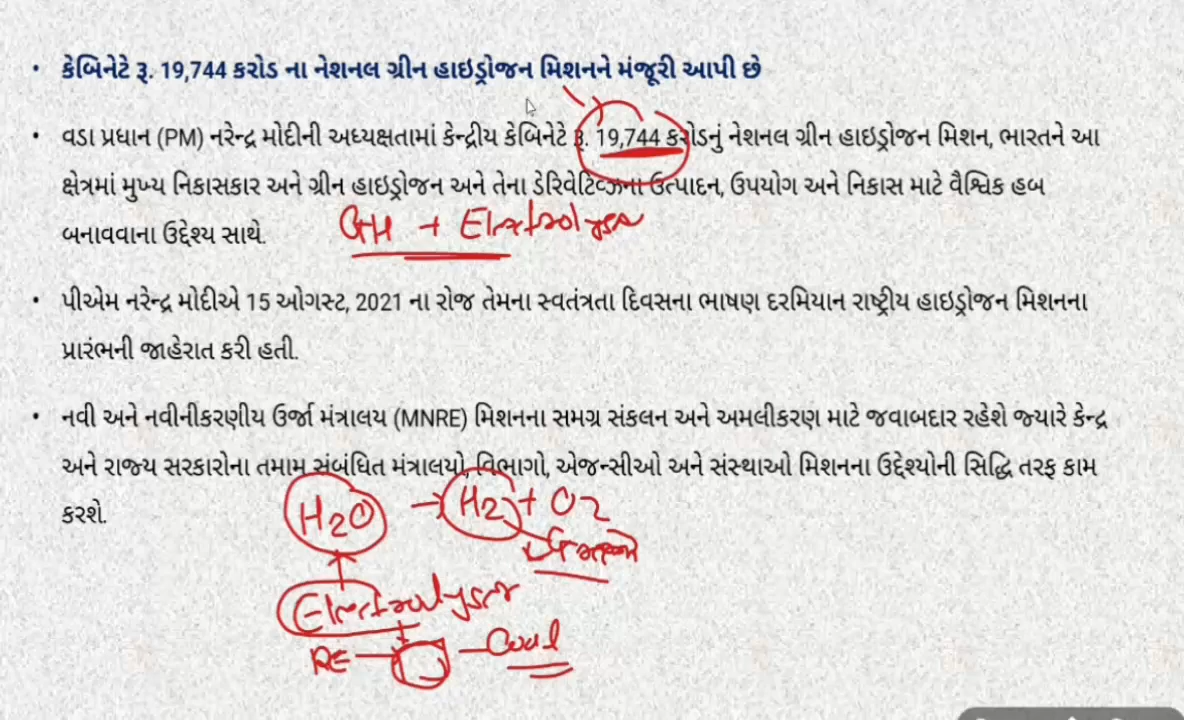 • કેબિનેટે રૂ. 19,744 કરોડ ના નેશનલ ગ્રીન હાઇડ્રોજન મિશનને મંજૂરી આપી છે
• વડા પ્રધાન (PM) નરેન્દ્ર મોદીની અધ્યક્ષતામાં કેન્દ્રીય કેબિનેટે રૂ. 19,744 કરોડનું નેશનલ ગ્રીન હાઇડ્રોજન મિશન, ભારતને આ
ક્ષેત્રમાં મુખ્ય નિકાસકાર અને ગ્રીન હાઇડ્રોજન અને તેના ડેરિવેટિવ્ઝના ઉત્પાદન, ઉપયોગ અને નિકાસ માટે વૈશ્વિક હબ
બનાવવાના ઉદ્દેશ્ય સાથે.
GH + Electrolyser
• પીએમ નરેન્દ્ર મોદીએ 15 ઓગસ્ટ, 2021 ના રોજ તેમના સ્વતંત્રતા દિવસના ભાષણ દરમિયાન રાષ્ટ્રીય હાઇડ્રોજન મિશનના
પ્રારંભની જાહેરાત કરી હતી.
• નવી અને નવીનીકરણીય ઉર્જા મંત્રાલય (MNRE) મિશનના સમગ્ર સંકલન અને અમલીકરણ માટે જવાબદાર રહેશે જ્યારે કેન્દ્ર
અને રાજ્ય સરકારોના તમામ સંબંધિત મંત્રાલયો, વિભાગો, એજન્સીઓ અને સંસ્થાઓ મિશનના ઉદ્દેશ્યોની સિદ્ધિ તરફ કામ
કરશે.
H2O → H2 + O2
Electrolyser
RE Coal